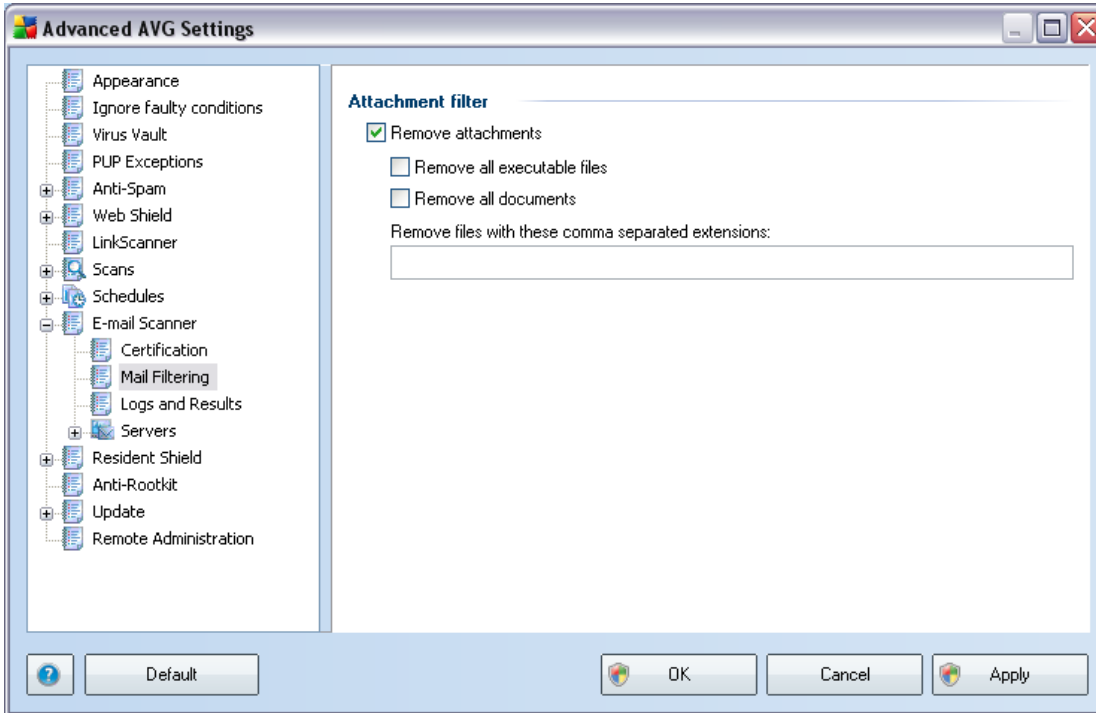 Advanced AVG Settings
Appearance
Ignore faulty conditions
Virus Vault
PUP Exceptions
Anti-Spam
Web Shield
LinkScanner
Scans
Schedules
E-mail Scanner
Certification
Mail Filtering
Logs and Results
Servers
Resident Shield
Anti-Rootkit
Update
Remote Administration
Attachment filter
Remove attachments
Remove all executable files
Remove all documents
Remove files with these comma separated extensions:
Default
OK
Cancel
Apply